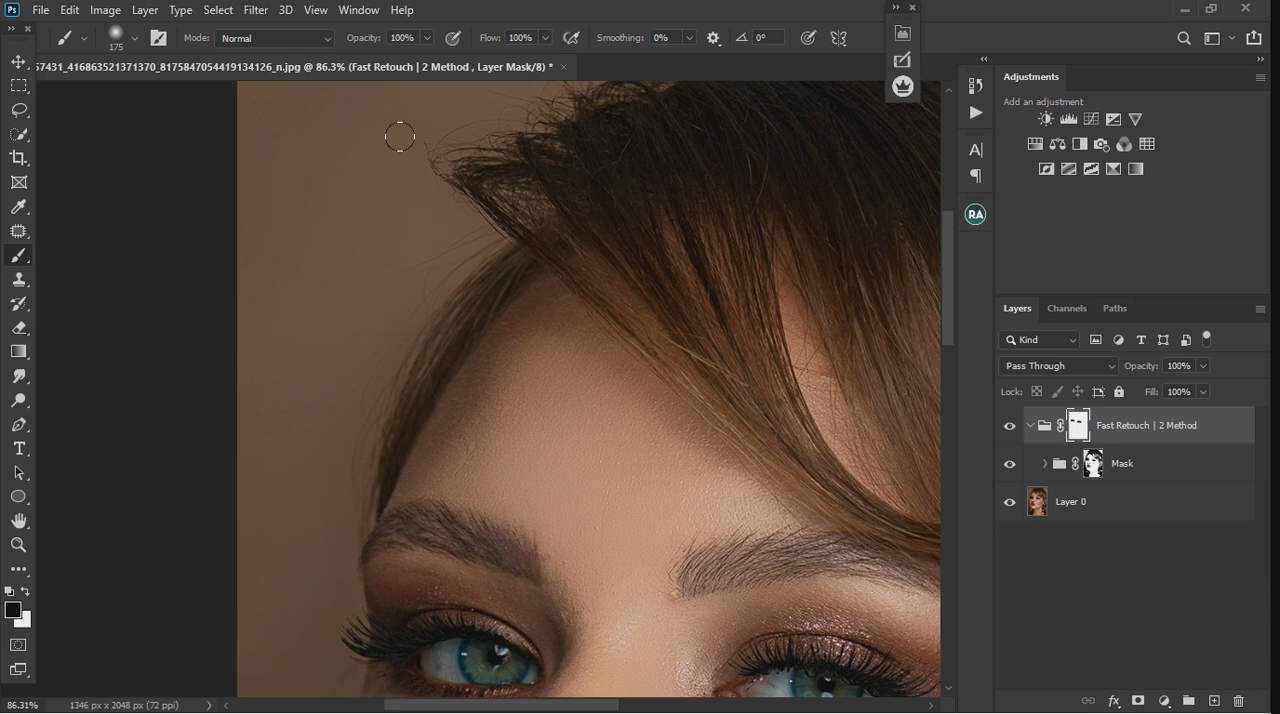 Ps File Edit Image Layer Type Select Filter 3D View Window Help
175 Mode: Normal Opacity: 100% Flow: 100% Smoothing: 0% 0°
57431_416863521371370_8175847054419134126_n.jpg @ 86.3% (Fast Retouch | 2 Method , Layer Mask/8) *
Adjustments
Add an adjustment
A|
RA
Layers Channels Paths
Kind
Pass Through Opacity: 100%
Lock: Fill: 100%
Fast Retouch | 2 Method
Mask
Layer 0
86.31% 1346 px x 2048 px (72 ppi)
fx